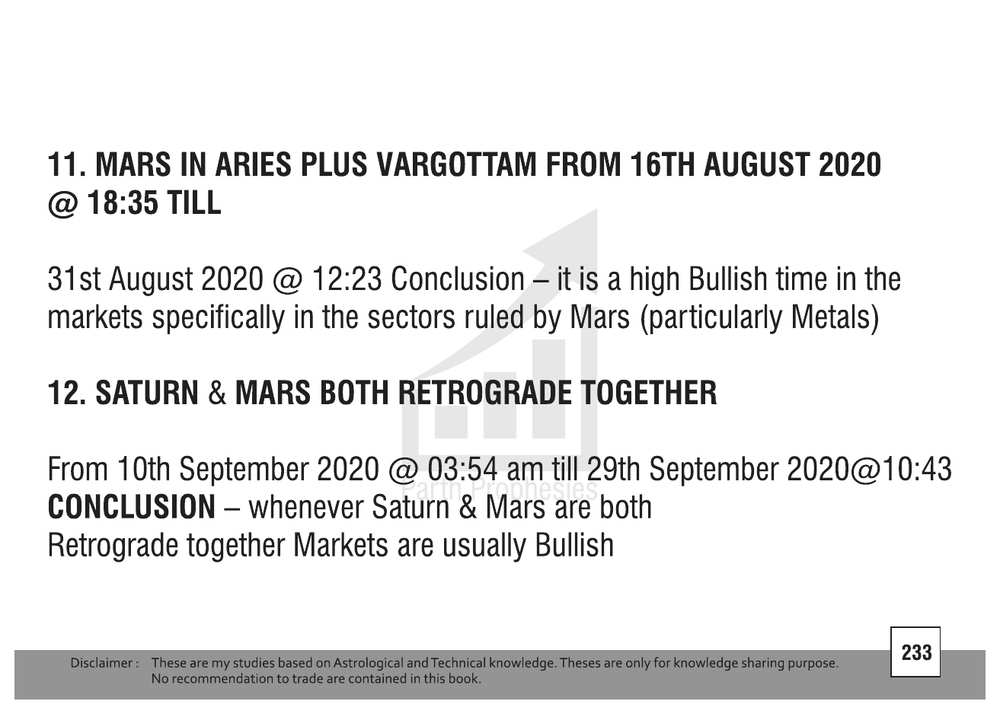 11. MARS IN ARIES PLUS VARGOTTAM FROM 16TH AUGUST 2020
@ 18:35 TILL
31st August 2020 @ 12:23 Conclusion – it is a high Bullish time in the
markets specifically in the sectors ruled by Mars (particularly Metals)
12. SATURN & MARS BOTH RETROGRADE TOGETHER
From 10th September 2020 @ 03:54 am till 29th September 2020@10:43
Parth Prophesies
CONCLUSION – whenever Saturn & Mars are both
Retrograde together Markets are usually Bullish
Disclaimer : These are my studies based on Astrological and Technical knowledge. Theses are only for knowledge sharing purpose.
No recommendation to trade are contained in this book.
233